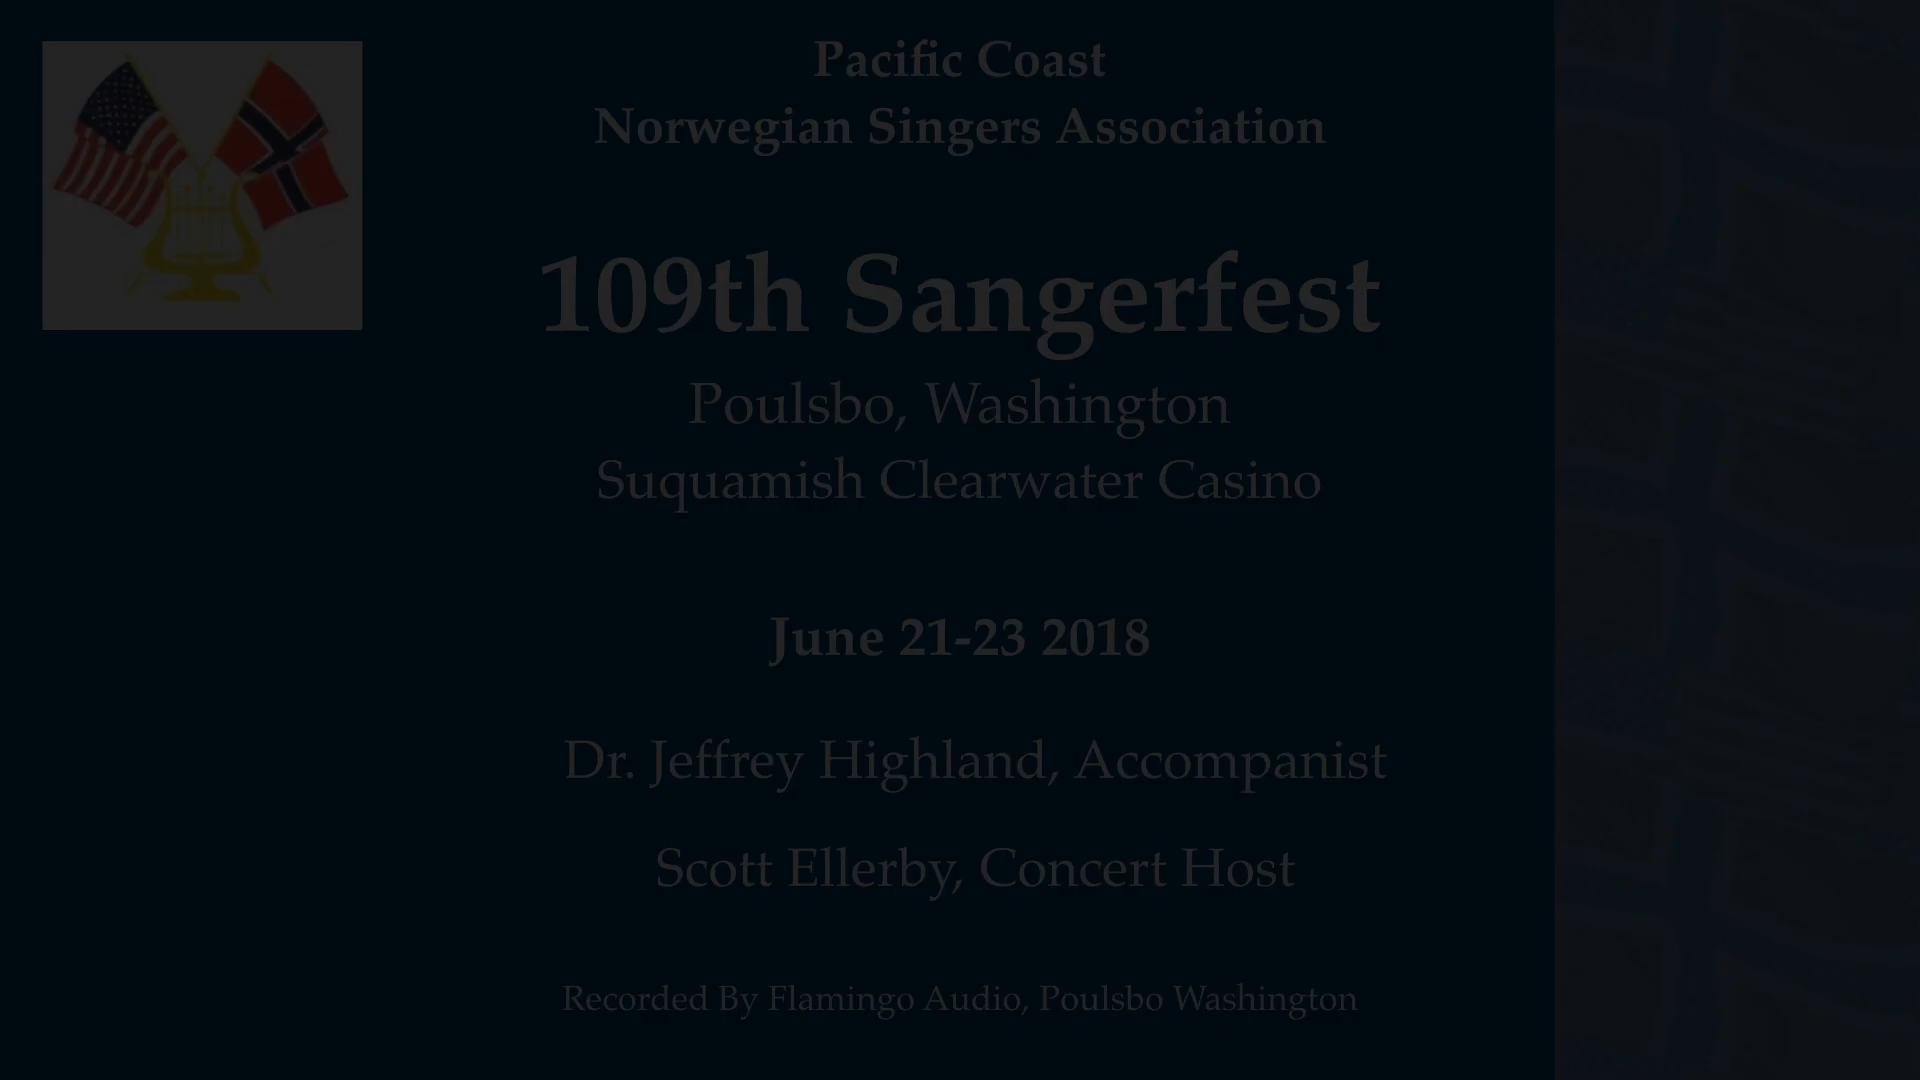 Pacific Coast
Norwegian Singers Association
109th Sangerfest
Poulsbo, Washington
Suquamish Clearwater Casino
June 21-23 2018
Dr. Jeffrey Highland, Accompanist
Scott Ellerby, Concert Host
Recorded By Flamingo Audio, Poulsbo Washington